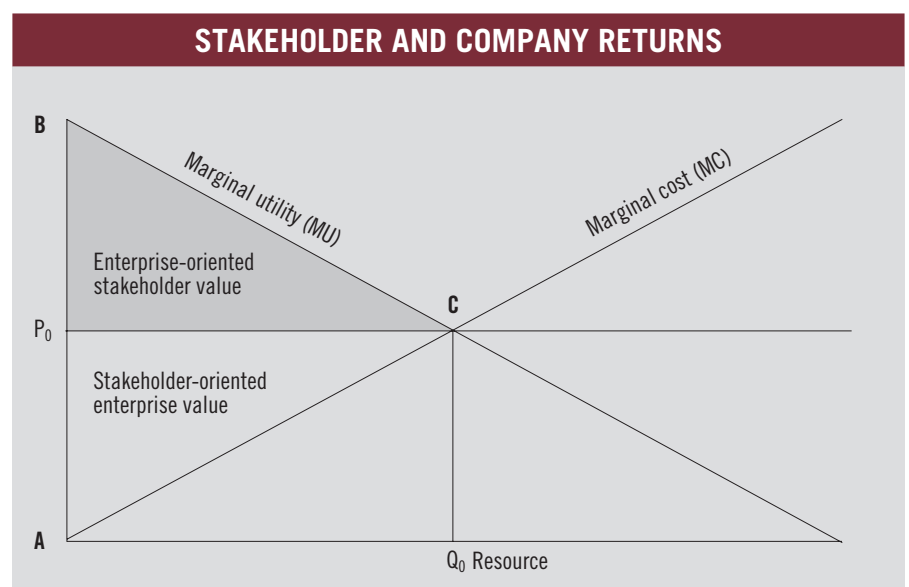 STAKEHOLDER AND COMPANY RETURNS
B
Marginal utility (MU)
Marginal cost (MC)
Enterprise-oriented
stakeholder value
C
P₀
Stakeholder-oriented
enterprise value
A
Q₀ Resource